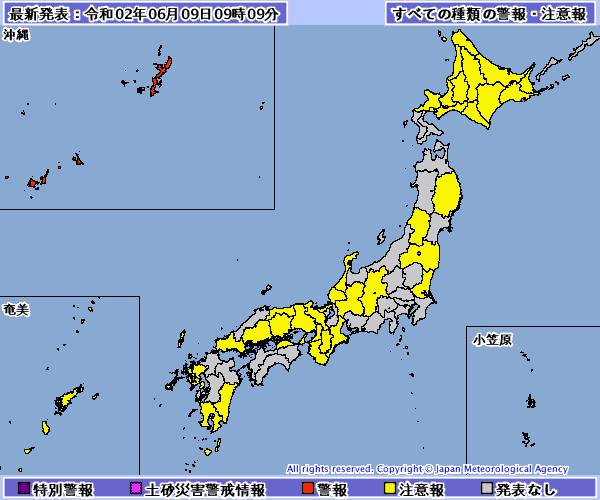 最新発表：令和02年06月09日09時09分
すべての種類の警報・注意報
沖縄
奄美
小笠原
All rights reserved. Copyright © Japan Meteorological Agency
特別警報
土砂災害警戒情報
警報
注意報
発表なし